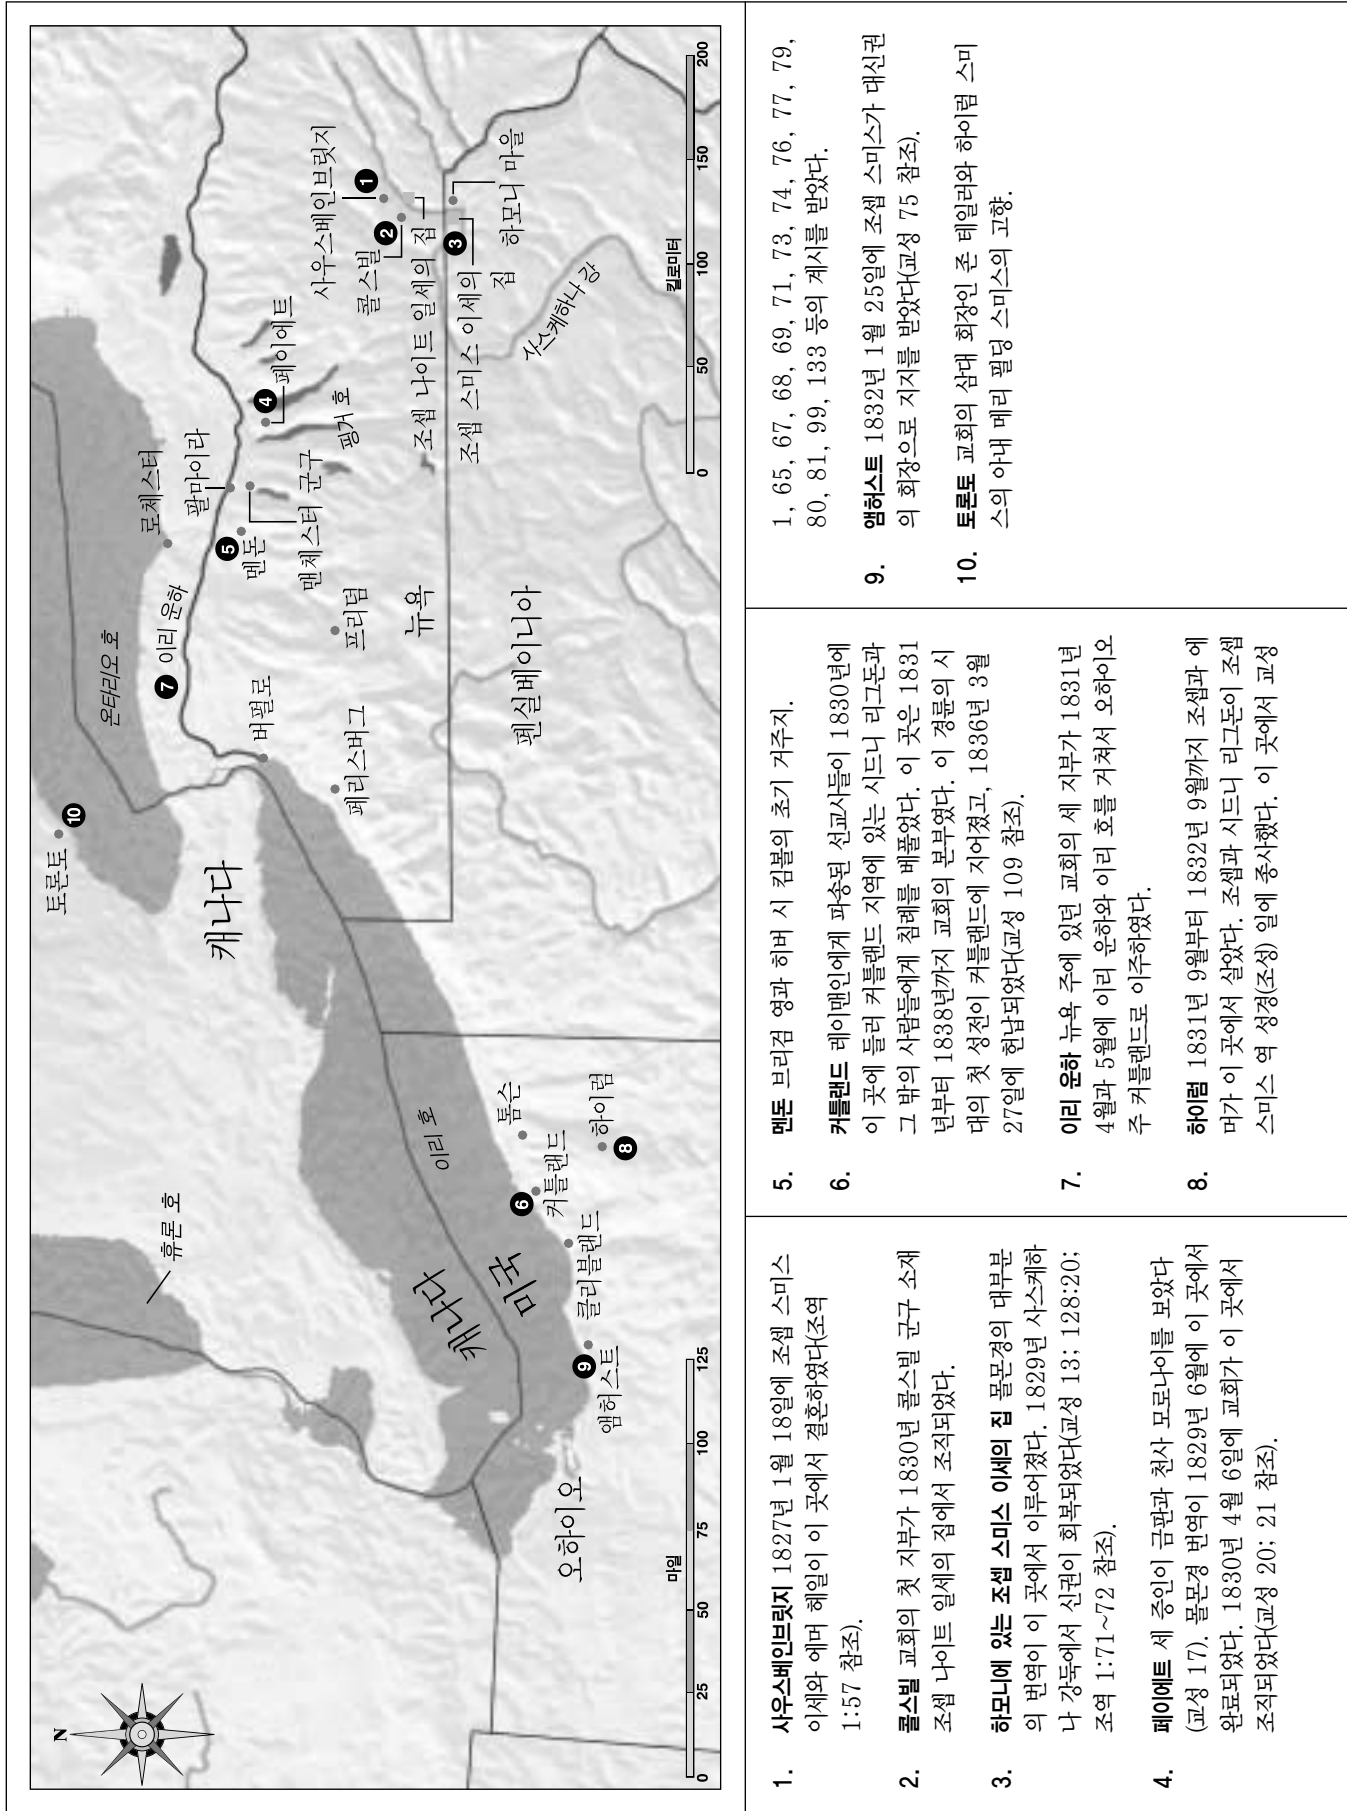 N
휴론 호
토론토
10
온타리오 호
캐나다
7 이리 운하
로체스터
팔마이라
버펄로
5
멘돈
맨체스터 군구
4
페이에트
핑거 호
사우스베인브릿지
1
콜스빌
2
조셉 나이트 일세의 집
3
조셉 스미스 이세의
집
하모니 마을
프리덤
페리스버그
뉴욕
펜실베이니아
사스케하나 강
이리 호
캐나다
미국
톰슨
6
커틀랜드
하이럼
8
클리블랜드
9
앰허스트
오하이오
마일
0 25 50 75 100 125
킬로미터
0 50 100 150 200
1. 사우스베인브릿지 1827년 1월 18일에 조셉 스미스
이세와 에머 헤일이 이 곳에서 결혼하였다(조역
1:57 참조).
2. 콜스빌 교회의 첫 지부가 1830년 콜스빌 군구 소재
조셉 나이트 일세의 집에서 조직되었다.
3. 하모니에 있는 조셉 스미스 이세의 집 몰몬경의 대부분
의 번역이 이 곳에서 이루어졌다. 1829년 사스케하
나 강둑에서 신권이 회복되었다(교성 13; 128:20;
조역 1:71~72 참조).
4. 페이에트 세 증인이 금판과 천사 모로나이를 보았다
(교성 17). 몰몬경 번역이 1829년 6월에 이 곳에서
완료되었다. 1830년 4월 6일에 교회가 이 곳에서
조직되었다(교성 20; 21 참조).
5. 멘돈 브리검 영과 히버 시 킴볼의 초기 거주지.
6. 커틀랜드 레이맨인에게 파송된 선교사들이 1830년에
이 곳에 들러 커틀랜드 지역에 있는 시드니 리그돈과
그 밖의 사람들에게 침례를 베풀었다. 이 곳은 1831
년부터 1838년까지 교회의 본부였다. 이 경륜의 시
대의 첫 성전이 커틀랜드에 지어졌고, 1836년 3월
27일에 헌납되었다(교성 109 참조).
7. 이리 운하 뉴욕 주에 있던 교회의 세 지부가 1831년
4월과 5월에 이리 운하와 이리 호를 거쳐서 오하이오
주 커틀랜드로 이주하였다.
8. 하이럼 1831년 9월부터 1832년 9월까지 조셉과 에
머가 이 곳에서 살았다. 조셉과 시드니 리그돈이 조셉
스미스 역 성경(조성) 일에 종사했다. 이 곳에서 교성
1, 65, 67, 68, 69, 71, 73, 74, 76, 77, 79,
80, 81, 99, 133 등의 계시를 받았다.
9. 앰허스트 1832년 1월 25일에 조셉 스미스가 대신권
의 회장으로 지지를 받았다(교성 75 참조).
10. 토론토 교회의 삼대 회장인 존 테일러와 하이럼 스미
스의 아내 메리 필딩 스미스의 고향.